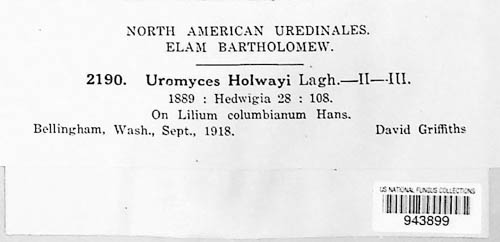 NORTH AMERICAN UREDINALES.
ELAM BARTHOLOMEW.
2190. Uromyces Holwayi Lagh.—II—III.
1889 : Hedwigia 28 : 108.
On Lilium columbianum Hans.
Bellingham, Wash., Sept., 1918. David Griffiths
US NATIONAL FUNGUS COLLECTIONS
943899